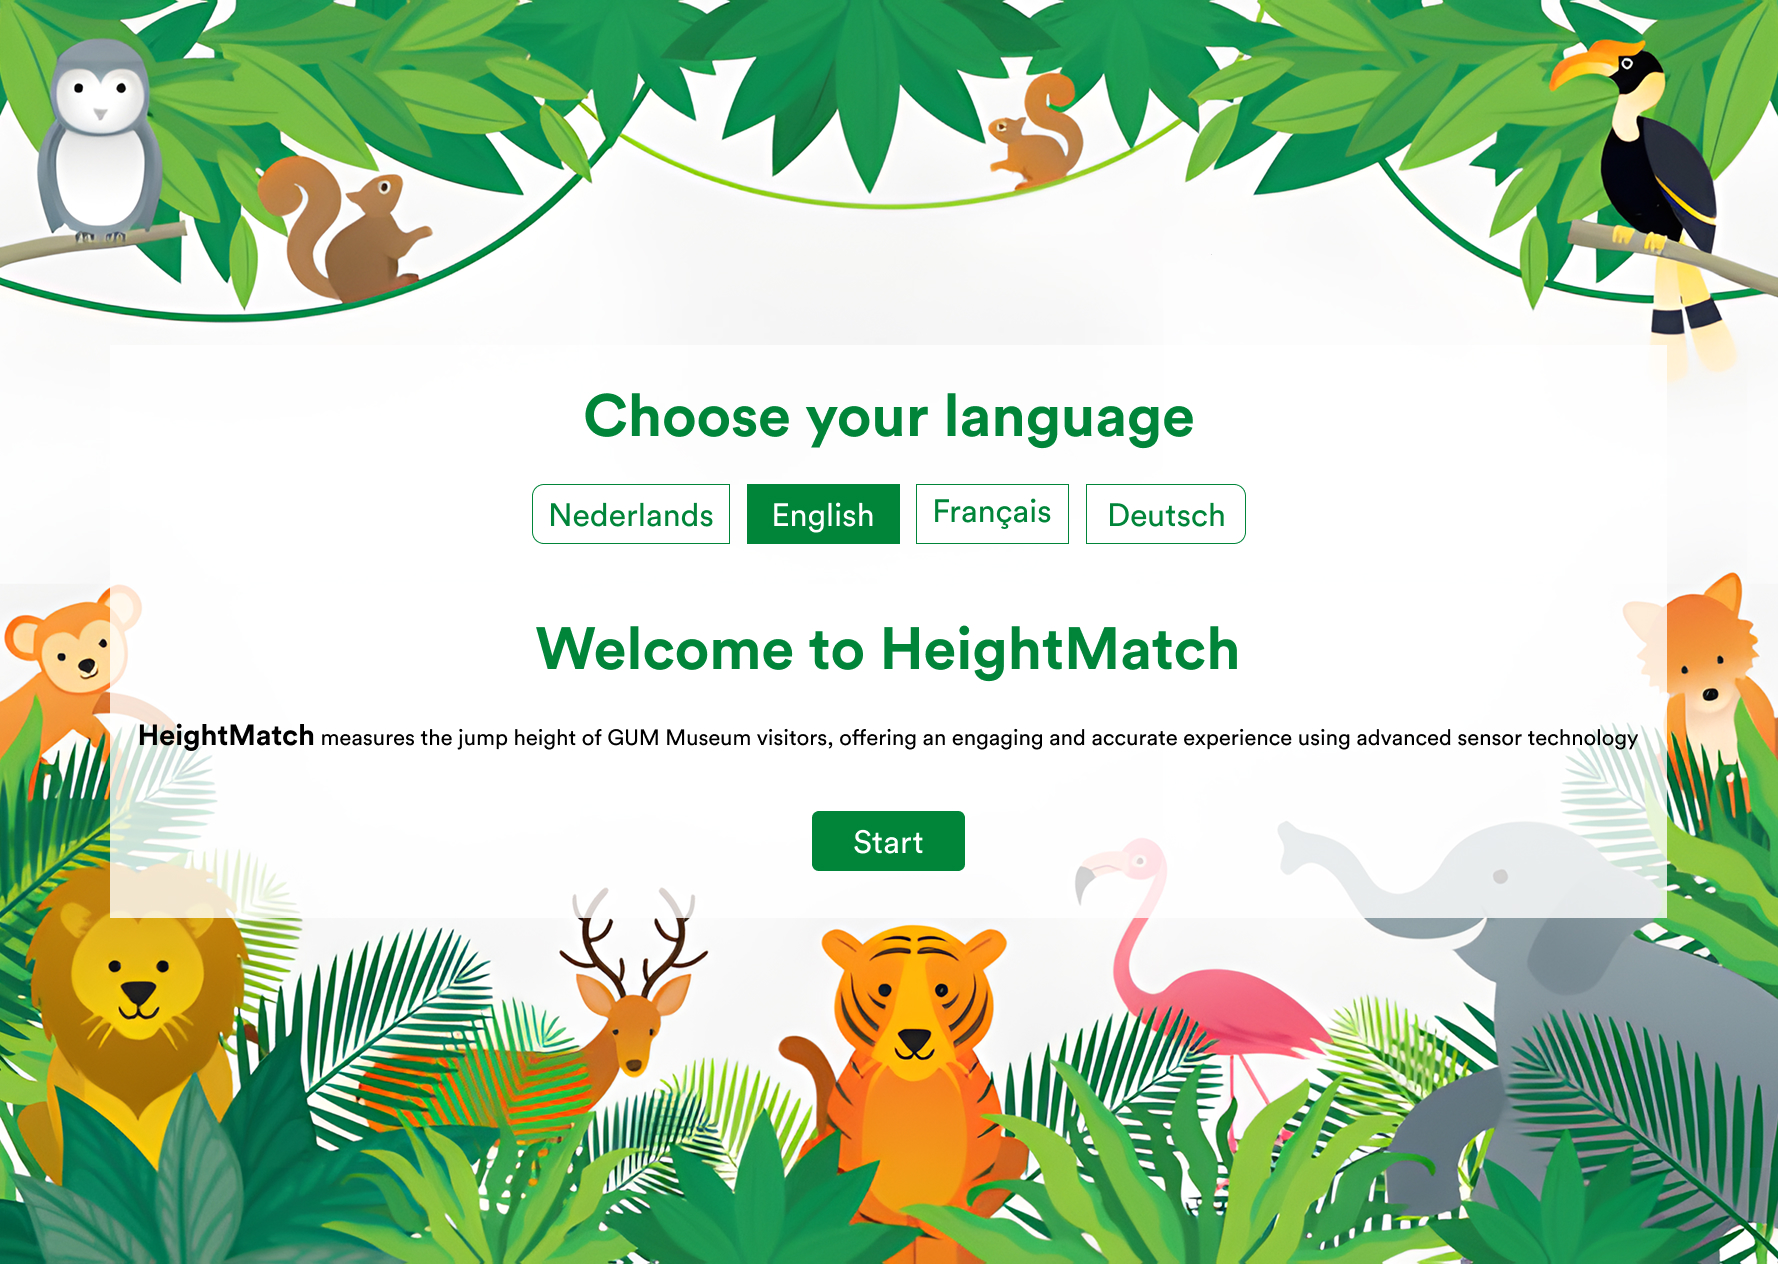 Choose your language
Nederlands English Français Deutsch
Welcome to HeightMatch
HeightMatch measures the jump height of GUM Museum visitors, offering an engaging and accurate experience using advanced sensor technology
Start